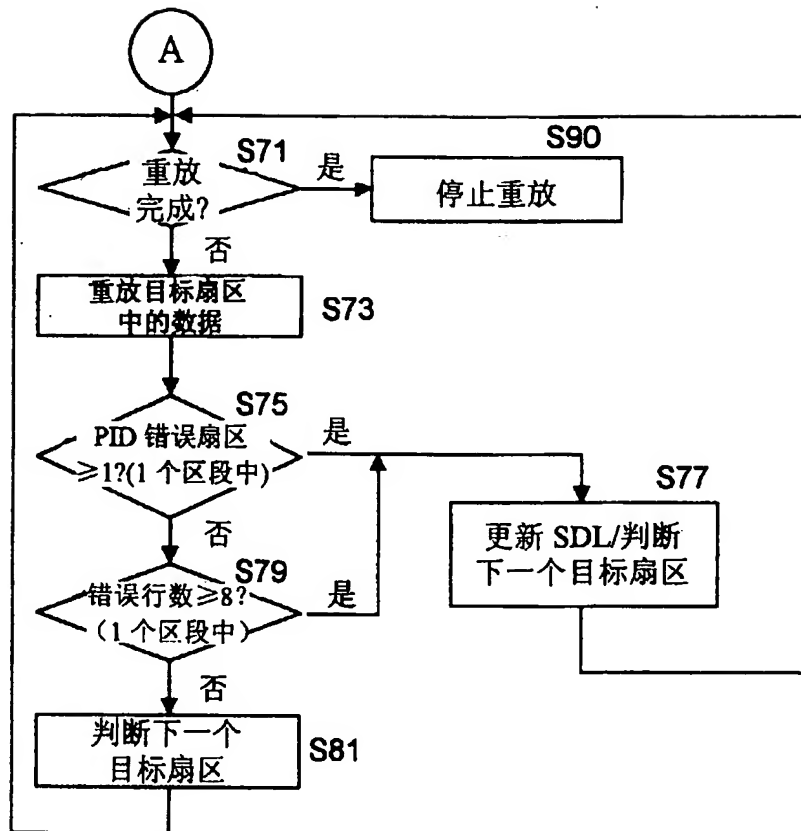 A
S71
重放
完成?
是
S90
停止重放
否
重放目标扇区
中的数据
S73
S75
PID 错误扇区
≥1?(1 个区段中)
是
S77
更新 SDL/判断
下一个目标扇区
否
S79
错误行数≥8?
(1 个区段中)
是
否
判断下一个
目标扇区
S81